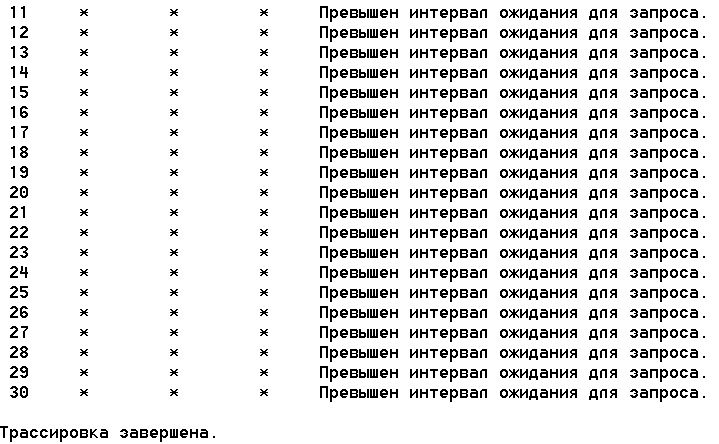 11 * * * Превышен интервал ожидания для запроса.
12 * * * Превышен интервал ожидания для запроса.
13 * * * Превышен интервал ожидания для запроса.
14 * * * Превышен интервал ожидания для запроса.
15 * * * Превышен интервал ожидания для запроса.
16 * * * Превышен интервал ожидания для запроса.
17 * * * Превышен интервал ожидания для запроса.
18 * * * Превышен интервал ожидания для запроса.
19 * * * Превышен интервал ожидания для запроса.
20 * * * Превышен интервал ожидания для запроса.
21 * * * Превышен интервал ожидания для запроса.
22 * * * Превышен интервал ожидания для запроса.
23 * * * Превышен интервал ожидания для запроса.
24 * * * Превышен интервал ожидания для запроса.
25 * * * Превышен интервал ожидания для запроса.
26 * * * Превышен интервал ожидания для запроса.
27 * * * Превышен интервал ожидания для запроса.
28 * * * Превышен интервал ожидания для запроса.
29 * * * Превышен интервал ожидания для запроса.
30 * * * Превышен интервал ожидания для запроса.
Трассировка завершена.